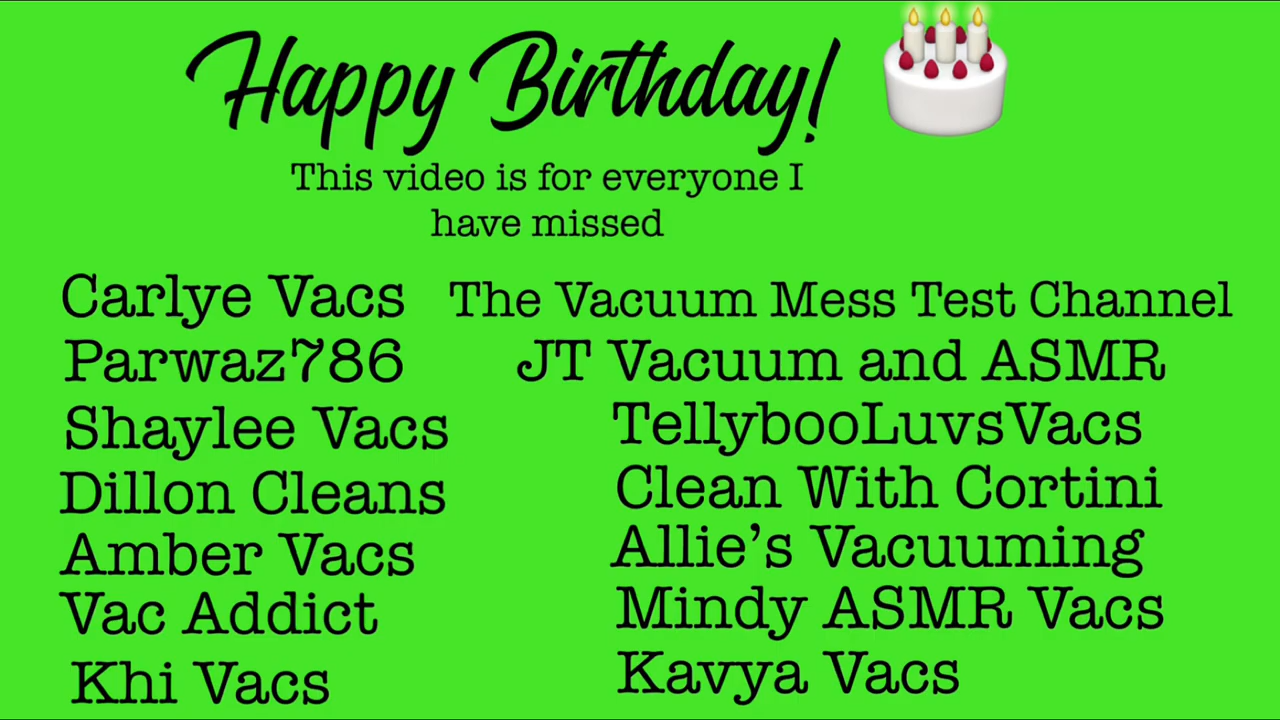 Happy Birthday!
This video is for everyone I
have missed
Carlye Vacs
Parwaz786
Shaylee Vacs
Dillon Cleans
Amber Vacs
Vac Addict
Khi Vacs
The Vacuum Mess Test Channel
JT Vacuum and ASMR
TellybooLuvsVacs
Clean With Cortini
Allie’s Vacuuming
Mindy ASMR Vacs
Kavya Vacs